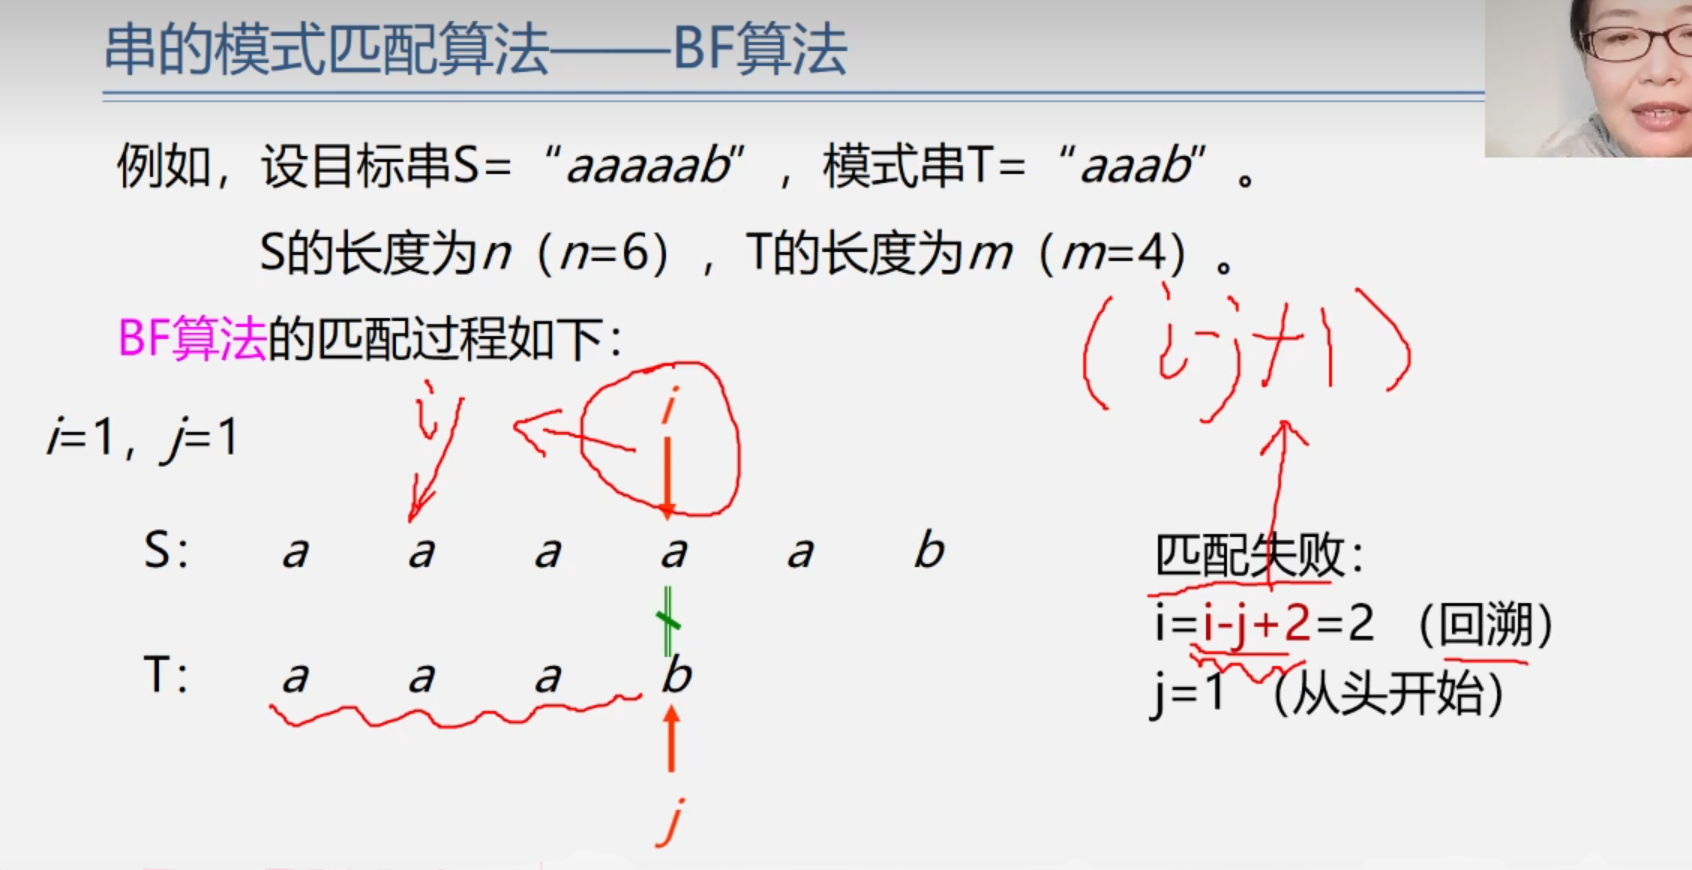 串的模式匹配算法——BF算法
例如，设目标串S=“aaaaab”，模式串T=“aaab”。
S的长度为n（n=6），T的长度为m（m=4）。
BF算法的匹配过程如下：
(i-j+1)
i
i
i=1，j=1
S： a a a a a b
匹配失败：
i=i-j+2=2 （回溯）
T： a a a b
j=1 （从头开始）
j